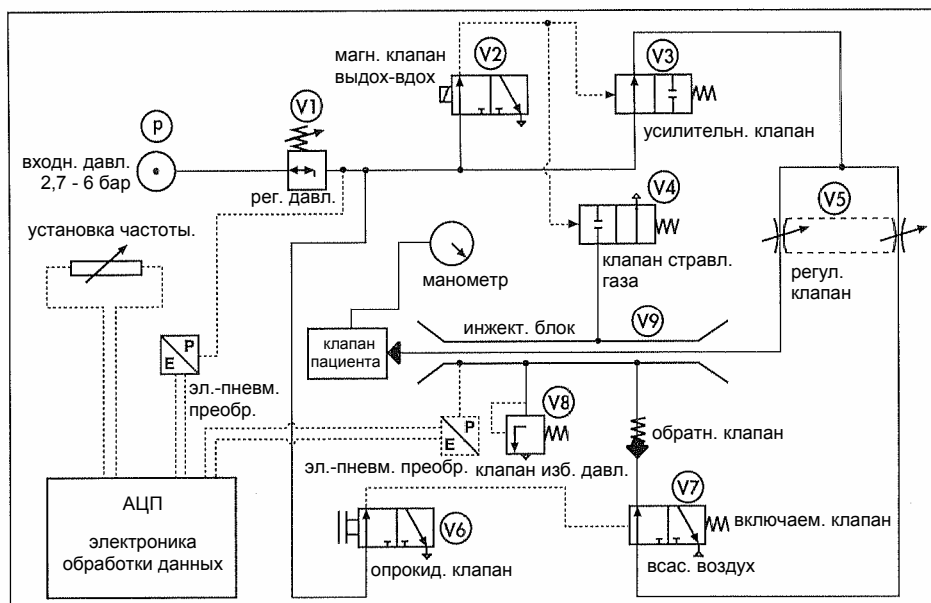 магн. клапан
выдох-вдох
V2
V3
усилительн. клапан
p
V1
входн. давл.
2,7 - 6 бар
рег. давл.
V4
клапан стравл.
газа
V5
регул.
клапан
установка частоты.
манометр
инжект. блок
V9
клапан
пациента
P
E
эл.-пневм.
преобр.
P
E
эл.-пневм. преобр.
V8
клапан изб. давл.
обратн. клапан
АЦП
электроника
обработки данных
V6
опрокид. клапан
V7
включаем. клапан
всас. воздух